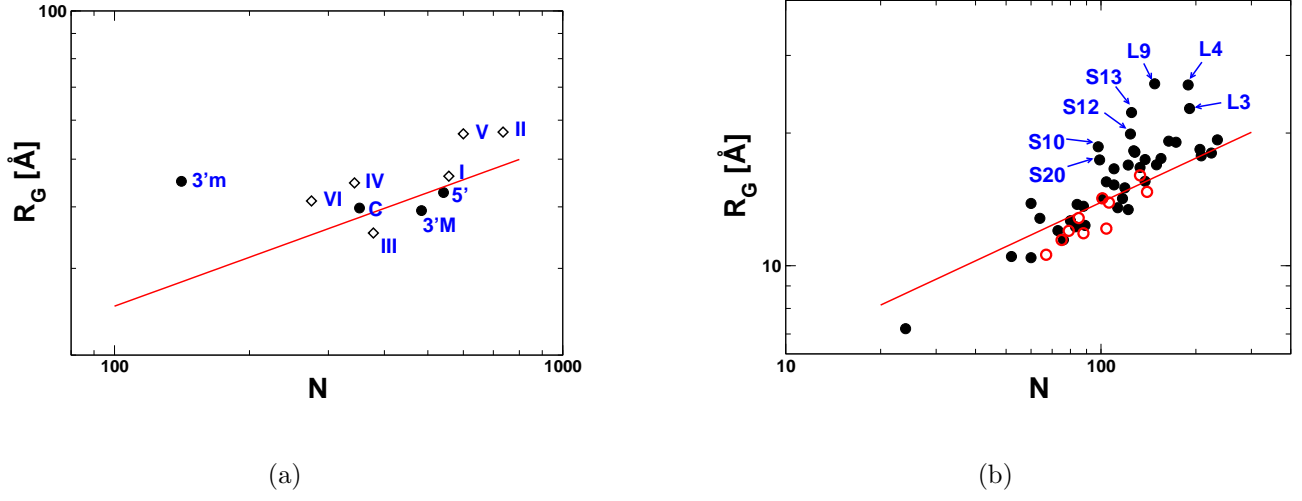 100
R_G [Å]
V
II
3'm
IV
I
VI
5'
C
3'M
III
100
1000
N
(a)
L9
L4
S13
L3
S12
S10
R_G [Å]
S20
10
10
100
N
(b)